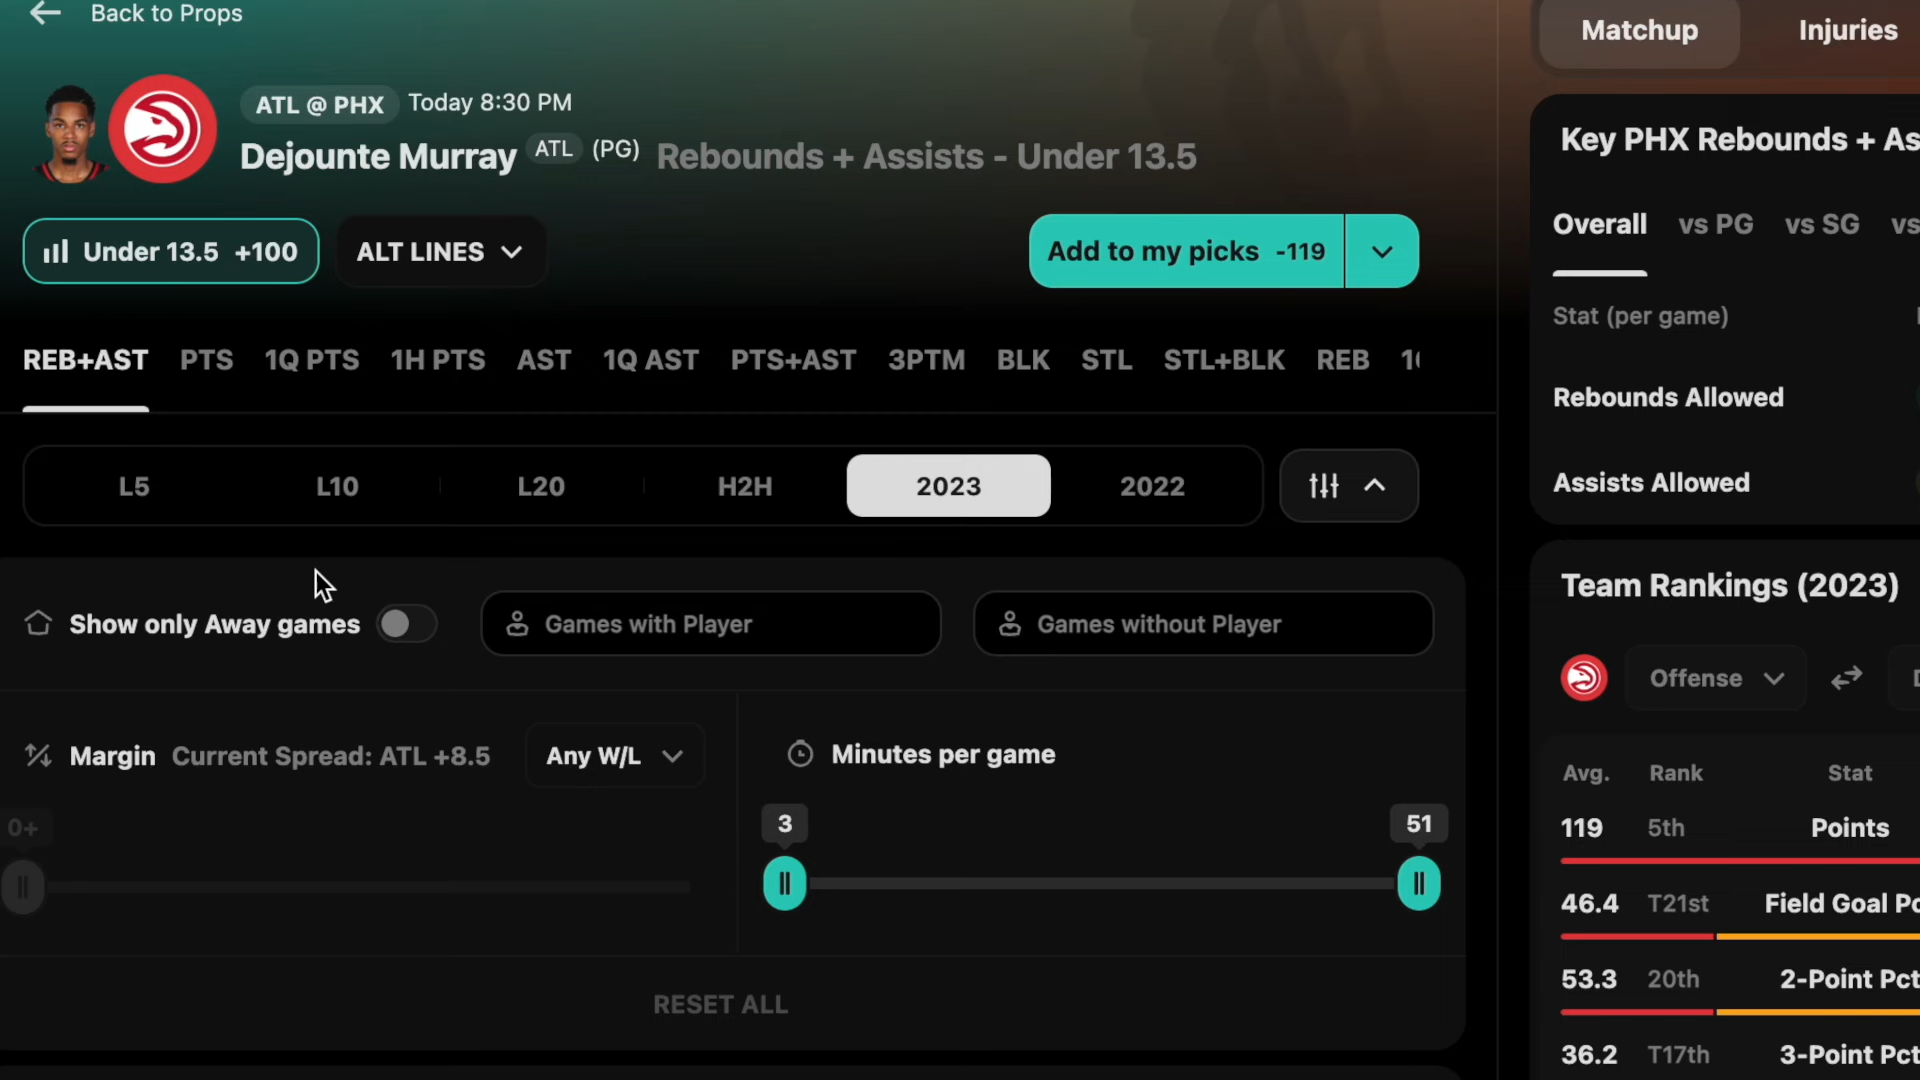 Back to Props
ATL @ PHX Today 8:30 PM
Dejounte Murray ATL (PG) Rebounds + Assists - Under 13.5
Under 13.5 +100
ALT LINES
Add to my picks -119
REB+AST PTS 1Q PTS 1H PTS AST 1Q AST PTS+AST 3PTM BLK STL STL+BLK REB
L5 L10 L20 H2H 2023 2022
Show only Away games
Games with Player
Games without Player
Margin Current Spread: ATL +8.5
Any W/L
0+
Minutes per game
3
51
RESET ALL
Matchup Injuries
Key PHX Rebounds + As
Overall vs PG vs SG vs
Stat (per game)
Rebounds Allowed
Assists Allowed
Team Rankings (2023)
Offense
Avg. Rank Stat
119 5th Points
46.4 T21st Field Goal Pc
53.3 20th 2-Point Pct
36.2 T17th 3-Point Pct